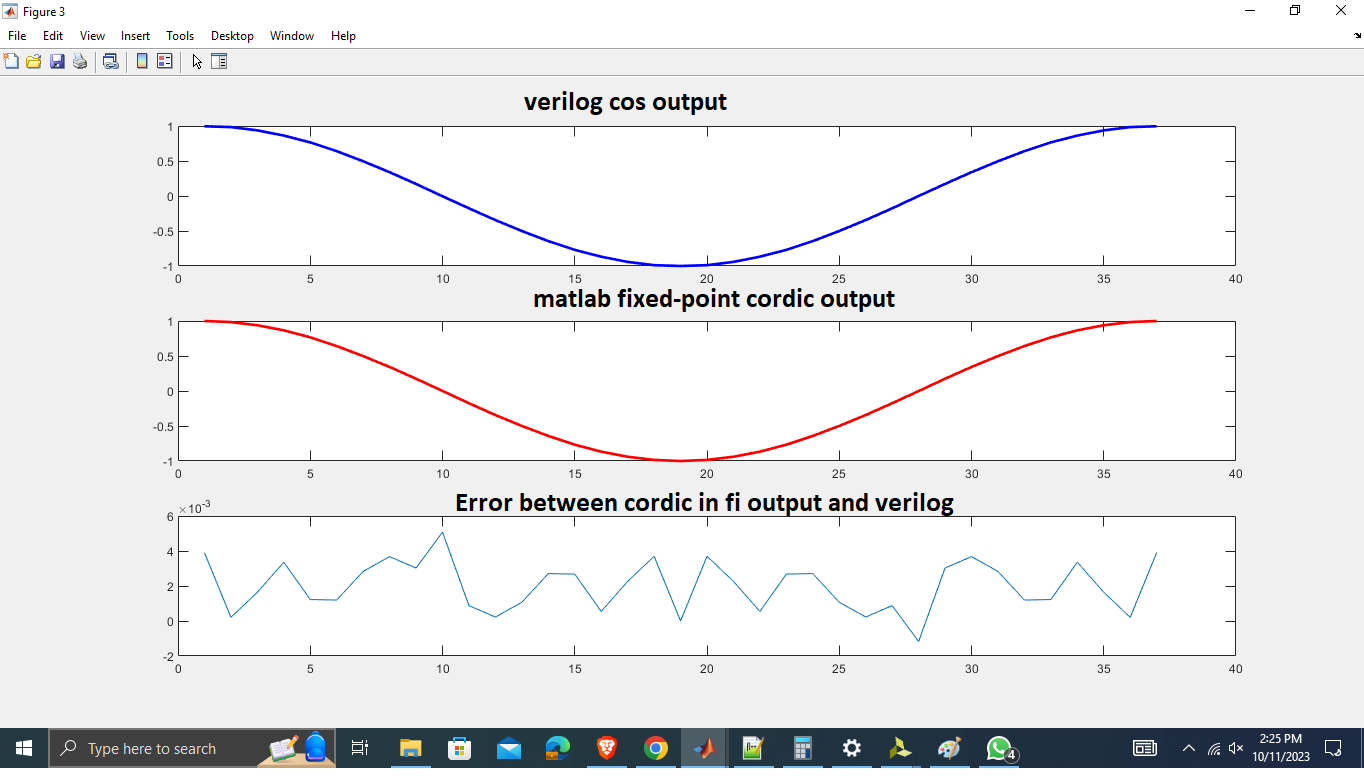 Figure 3
File Edit View Insert Tools Desktop Window Help
verilog cos output
1
0.5
0
-0.5
-1
0 5 10 15 20 25 30 35 40
matlab fixed-point cordic output
1
0.5
0
-0.5
-1
0 5 10 15 20 25 30 35 40
Error between cordic in fi output and verilog
×10-3
6
4
2
0
-2
0 5 10 15 20 25 30 35 40
Type here to search
4
2:25 PM
10/11/2023